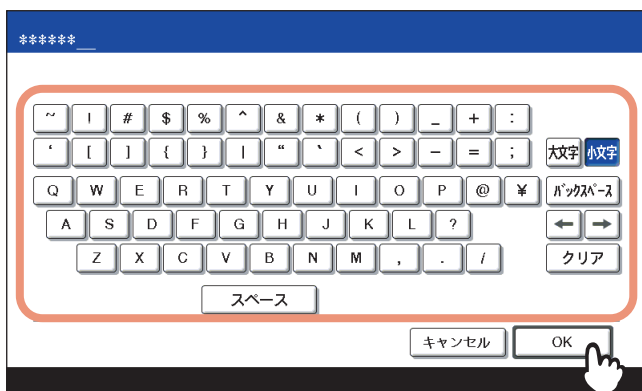 ******__
~ ! # $ % ^ & * ( ) _ + :
‘ [ ] { } | “ ` < > − = ; 大文字 小文字
Q W E R T Y U I O P @ ¥ バックスペース
A S D F G H J K L ? ← →
Z X C V B N M , . / クリア
スペース
キャンセル OK